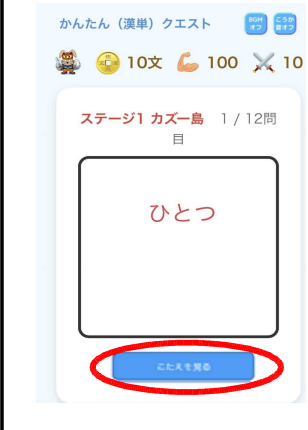 かんたん（漢単）クエスト
BGM
オフ
こうか
音オフ
10文 100 10
ステージ1 カズー島 1 / 12問
目
ひとつ
こたえを見る